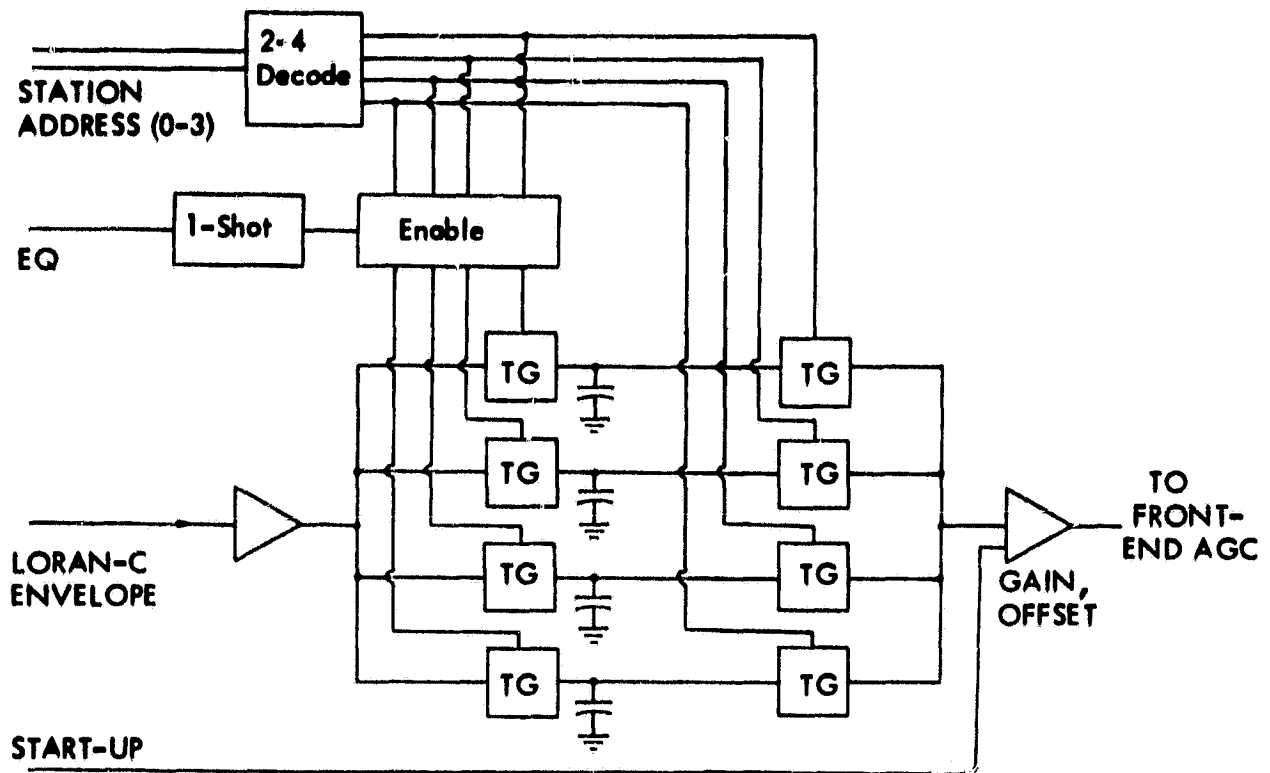 2-4
Decode
STATION
ADDRESS (0-3)
1-Shot
Enable
EQ
TG
TG
TG
TG
TG
TG
TG
TG
LORAN-C
ENVELOPE
TO
FRONT-
END AGC
GAIN,
OFFSET
START-UP